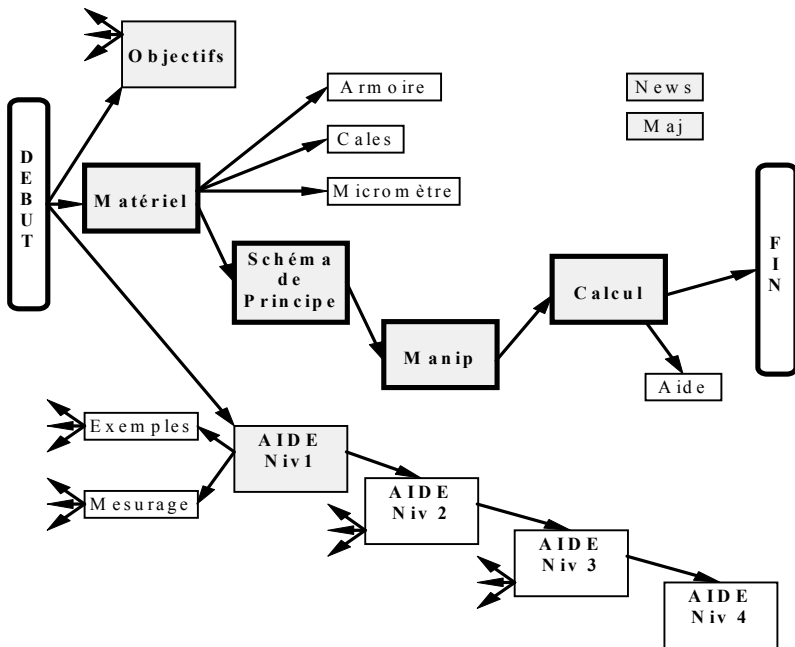 Objectifs
Armoire
News
Cales
Maj
DEBUT
Matériel
Micromètre
Schéma
de
Principe
Calcul
FIN
Manip
Aide
Exemples
AIDE
Niv1
Mesurage
AIDE
Niv 2
AIDE
Niv 3
AIDE
Niv 4